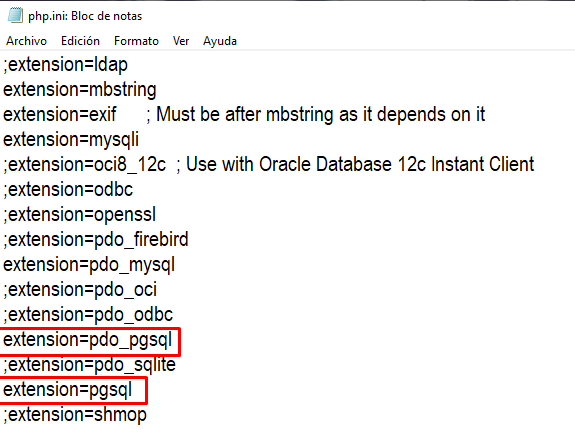 php.ini: Bloc de notas
Archivo Edición Formato Ver Ayuda
;extension=ldap
extension=mbstring
extension=exif      ; Must be after mbstring as it depends on it
extension=mysqli
;extension=oci8_12c  ; Use with Oracle Database 12c Instant Client
;extension=odbc
;extension=openssl
;extension=pdo_firebird
extension=pdo_mysql
;extension=pdo_oci
;extension=pdo_odbc
extension=pdo_pgsql
;extension=pdo_sqlite
extension=pgsql
;extension=shmop